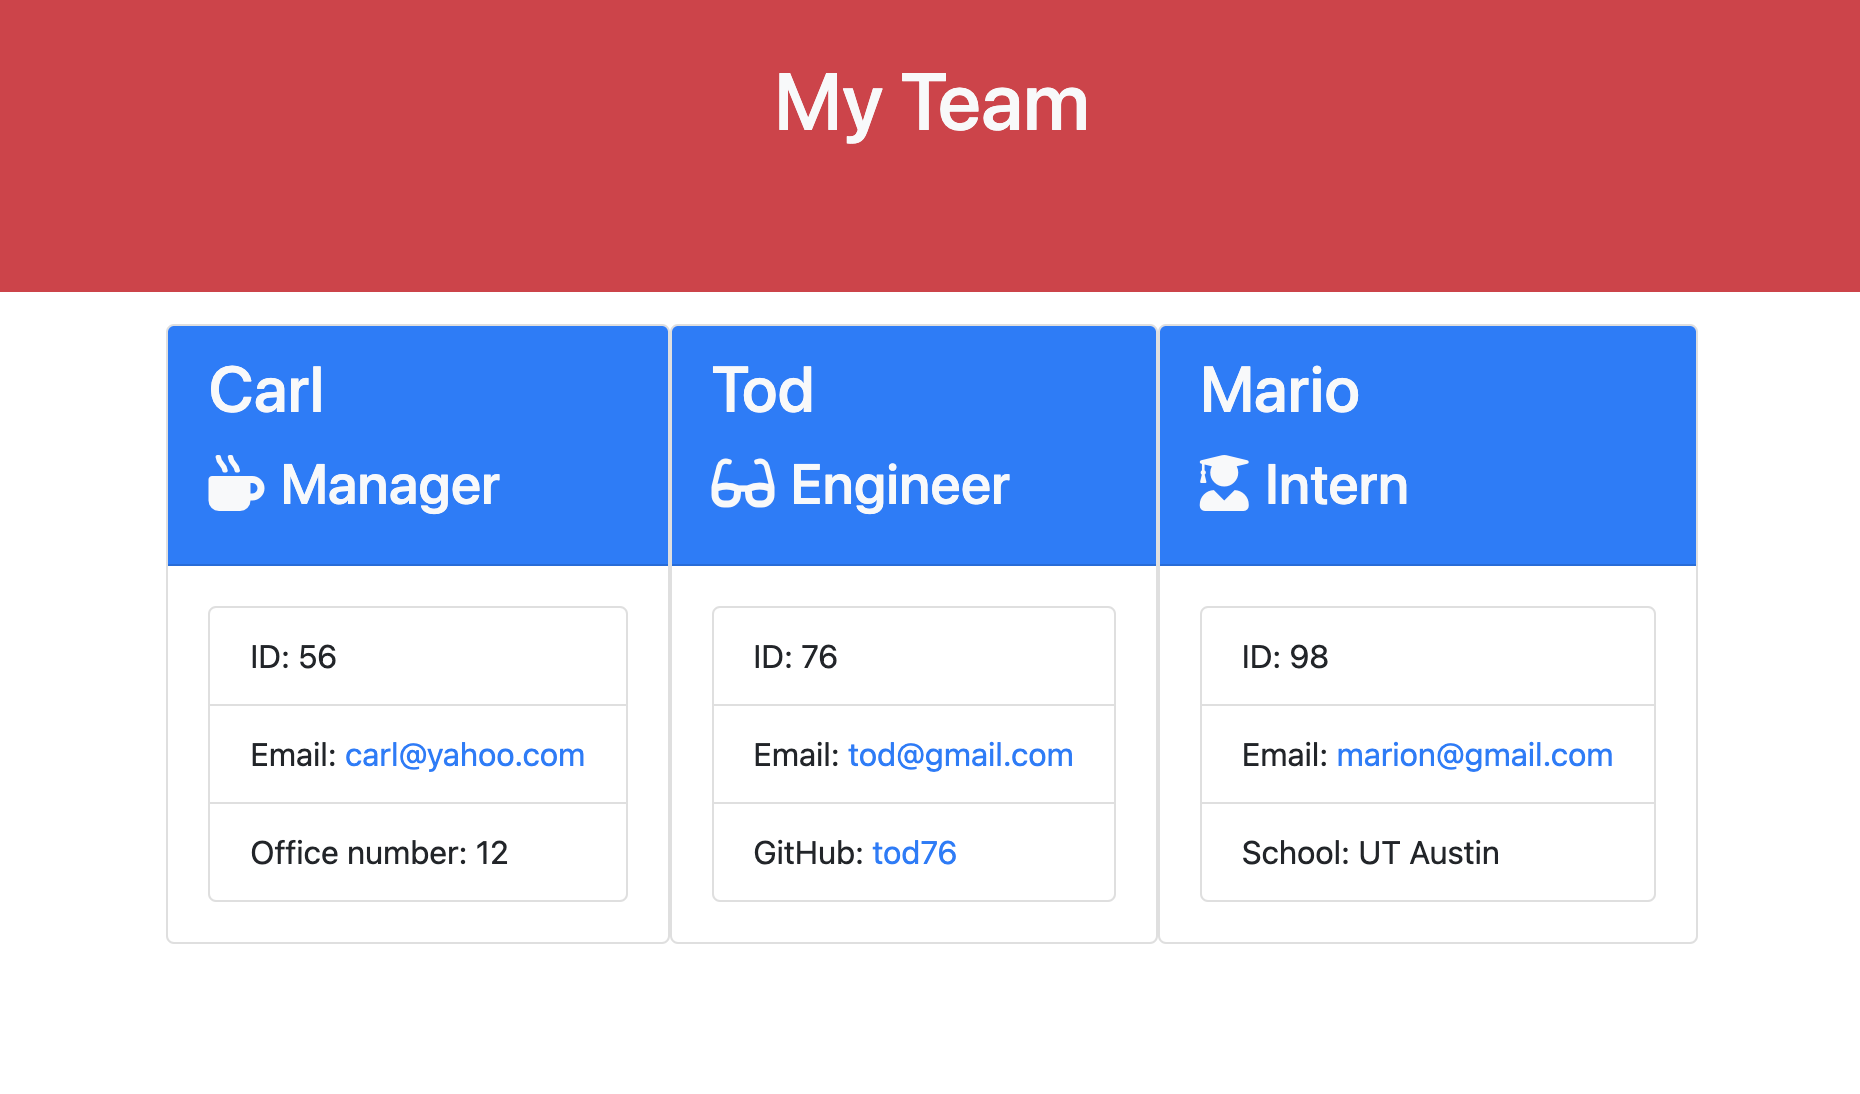 My Team
Carl
Manager
ID: 56
Email: carl@yahoo.com
Office number: 12
Tod
Engineer
ID: 76
Email: tod@gmail.com
GitHub: tod76
Mario
Intern
ID: 98
Email: marion@gmail.com
School: UT Austin